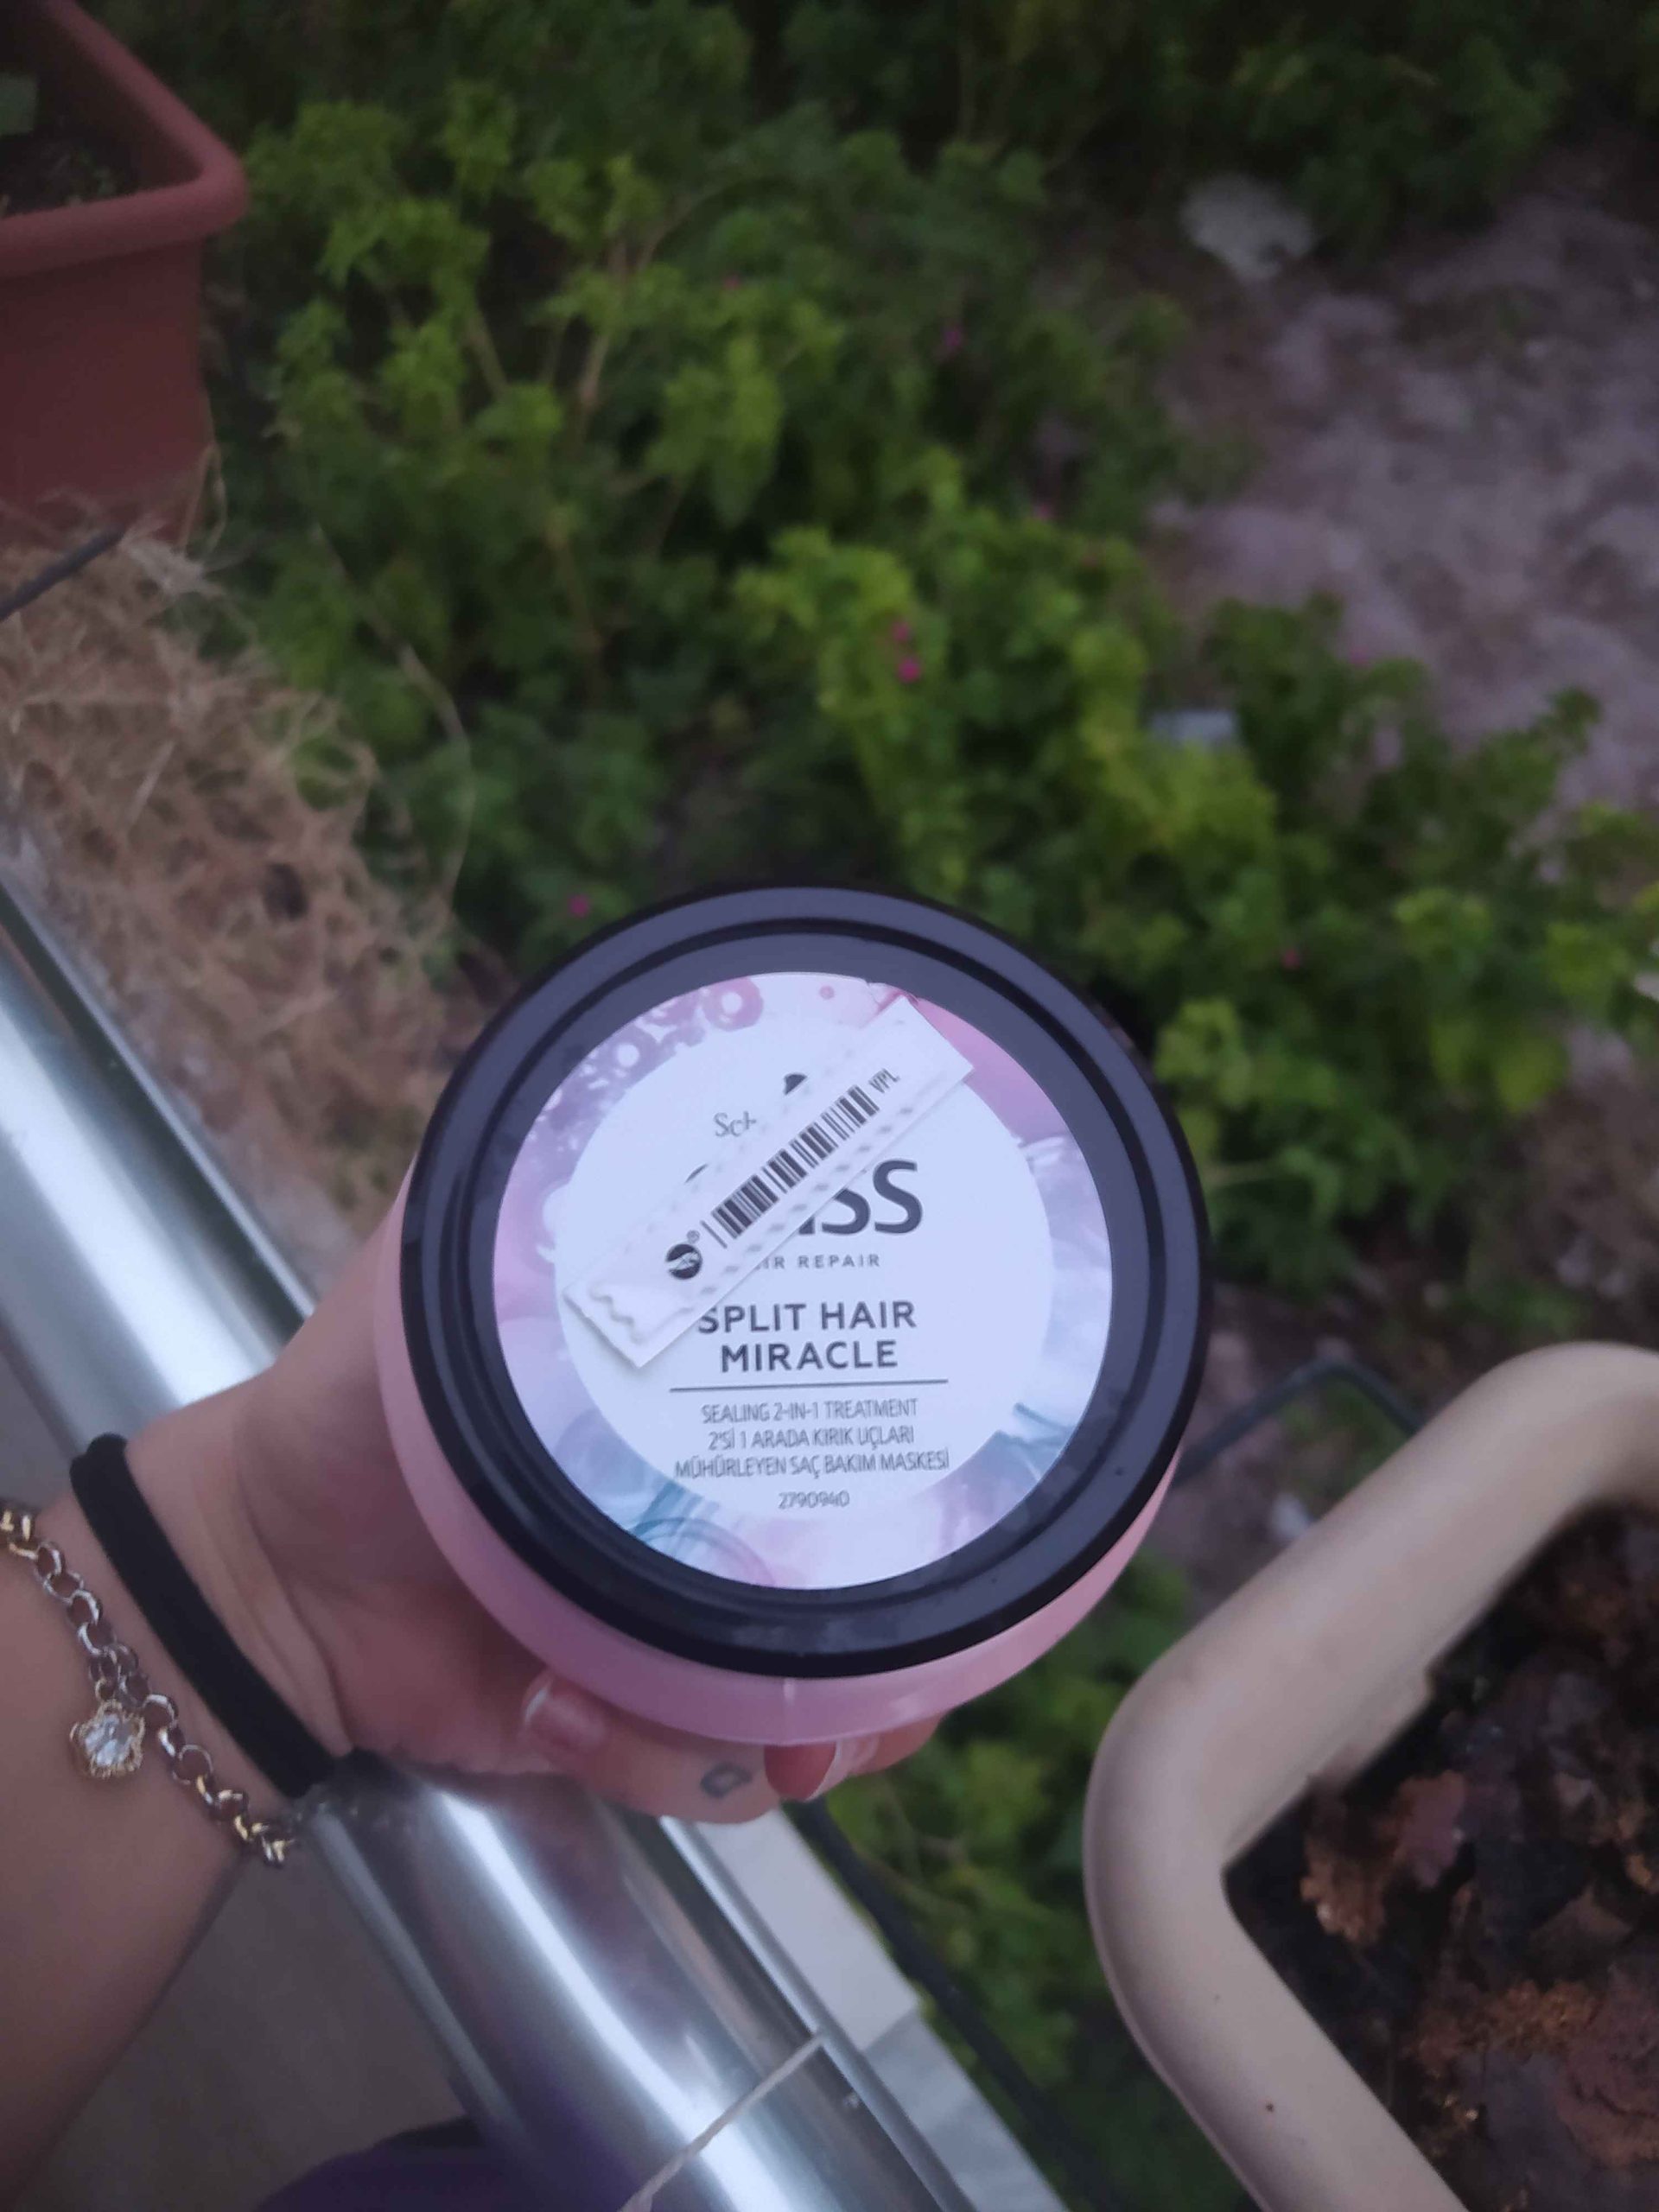 VPL
REPAIR
SPLIT HAIR
MIRACLE
SEALING 2-IN-1 TREATMENT
2'Sİ 1 ARADA KIRIK UÇLARI
MÜHÜRLEYEN SAÇ BAKIM MASKESİ
2790940